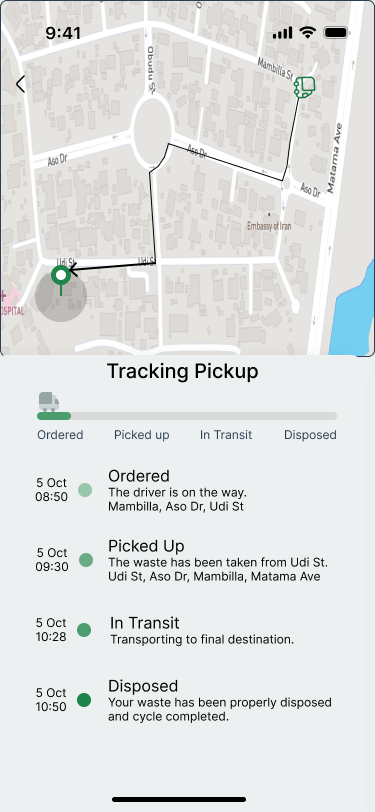 9:41
Obudu St
Mambilla St
Aso Dr
Aso Dr
Aso Dr
Matama Ave
Embassy of Iran
Udi St
Udi St
OSPITAL
Tracking Pickup
Ordered Picked up In Transit Disposed
5 Oct
08:50
Ordered
The driver is on the way.
Mambilla, Aso Dr, Udi St
5 Oct
09:30
Picked Up
The waste has been taken from Udi St.
Udi St, Aso Dr, Mambilla, Matama Ave
5 Oct
10:28
In Transit
Transporting to final destination.
5 Oct
10:50
Disposed
Your waste has been properly disposed
and cycle completed.